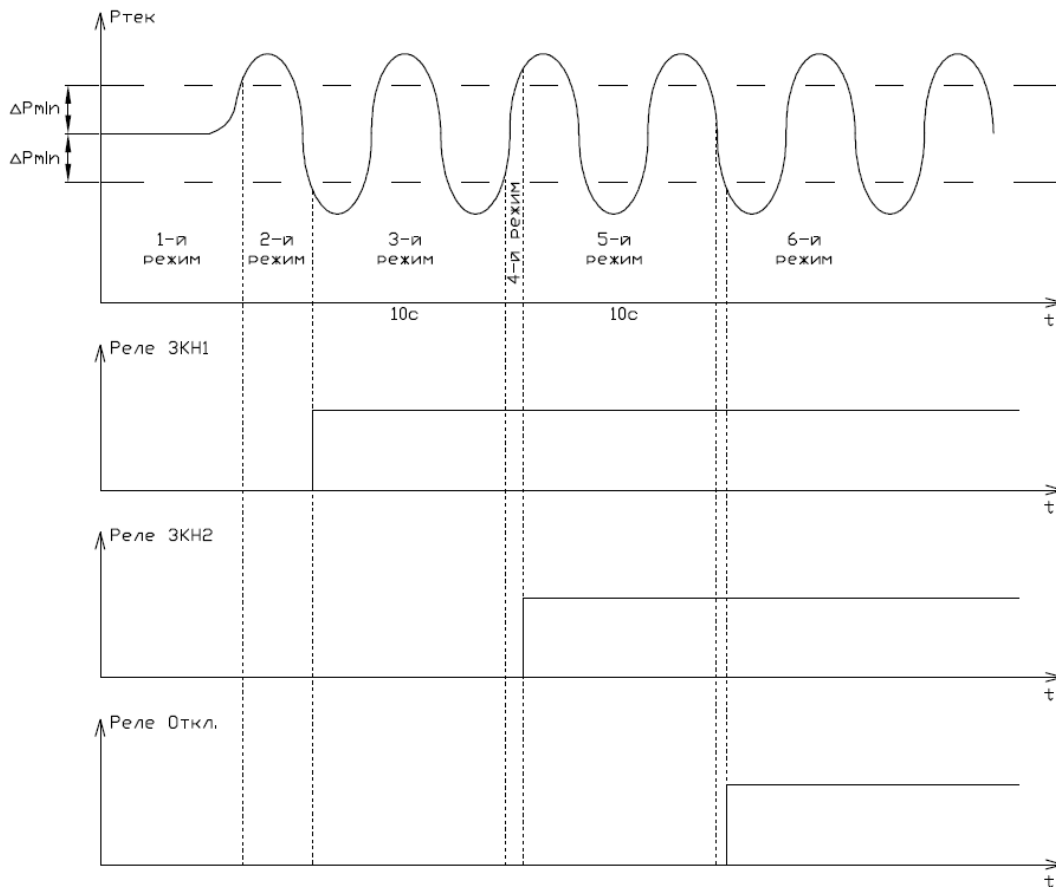 Pтек
ΔPmIn
ΔPmIn
1-й
режим
2-й
режим
3-й
режим
4-й режим
5-й
режим
6-й
режим
10с
10с
t
Реле ЗКН1
t
Реле ЗКН2
t
Реле Откл.
t